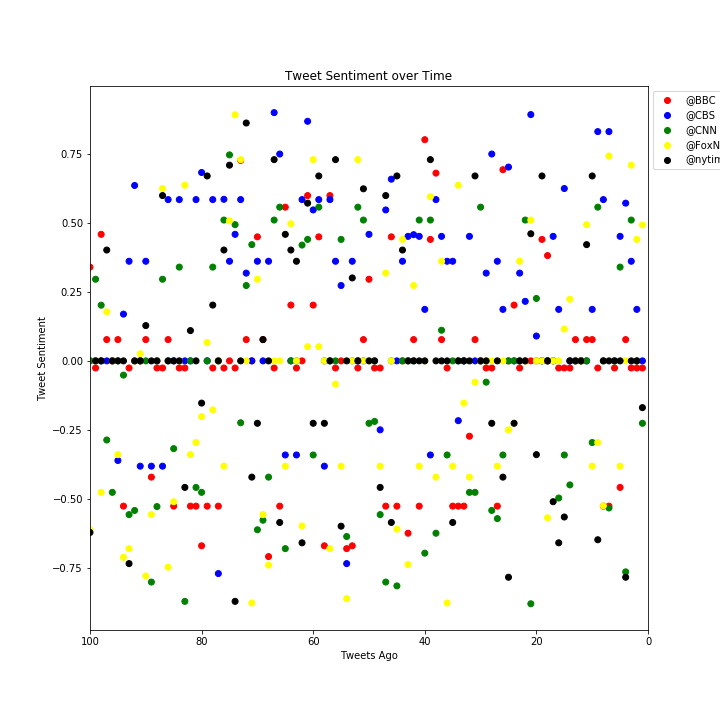 Tweet Sentiment over Time
@BBC
@CBS
@CNN
@FoxN
@nytim
Tweet Sentiment
0.75
0.50
0.25
0.00
−0.25
−0.50
−0.75
100
80
60
40
20
0
Tweets Ago